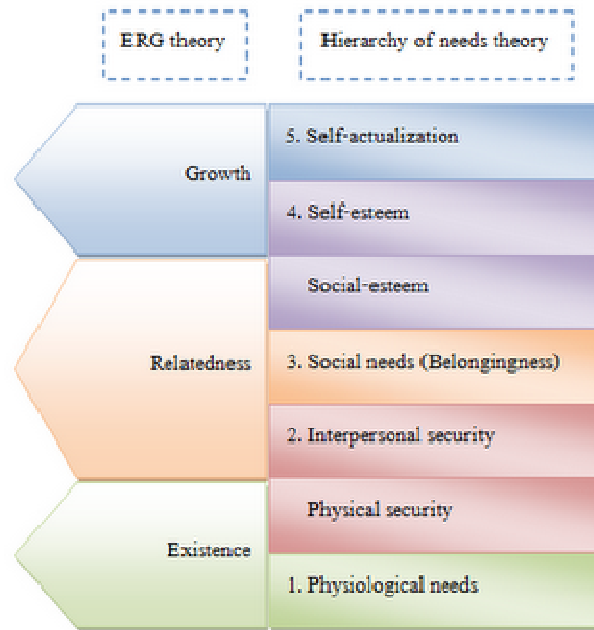 ERG theory
Hierarchy of needs theory
Growth
5. Self-actualization
4. Self-esteem
Relatedness
Social-esteem
3. Social needs (Belongingness)
2. Interpersonal security
Existence
Physical security
1. Physiological needs